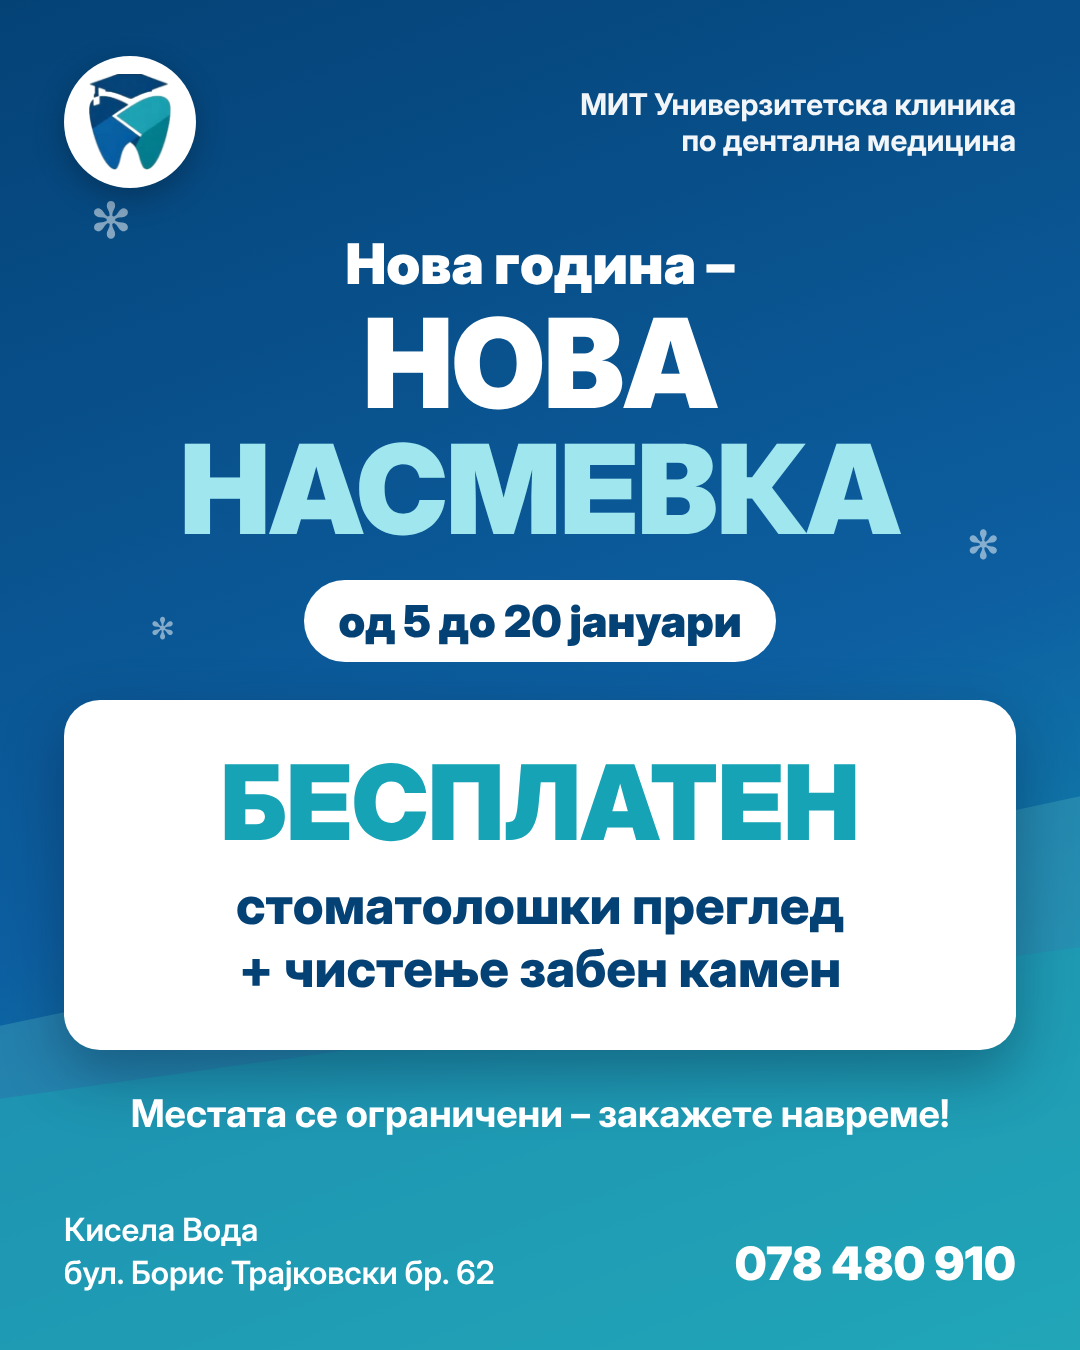 МИТ Универзитетска клиника
по дентална медицина
Нова година –
НОВА
НАСМЕВКА
од 5 до 20 јануари
БЕСПЛАТЕН
стоматолошки преглед
+ чистење забен камен
Местата се ограничени – закажете навреме!
Кисела Вода
бул. Борис Трајковски бр. 62
078 480 910